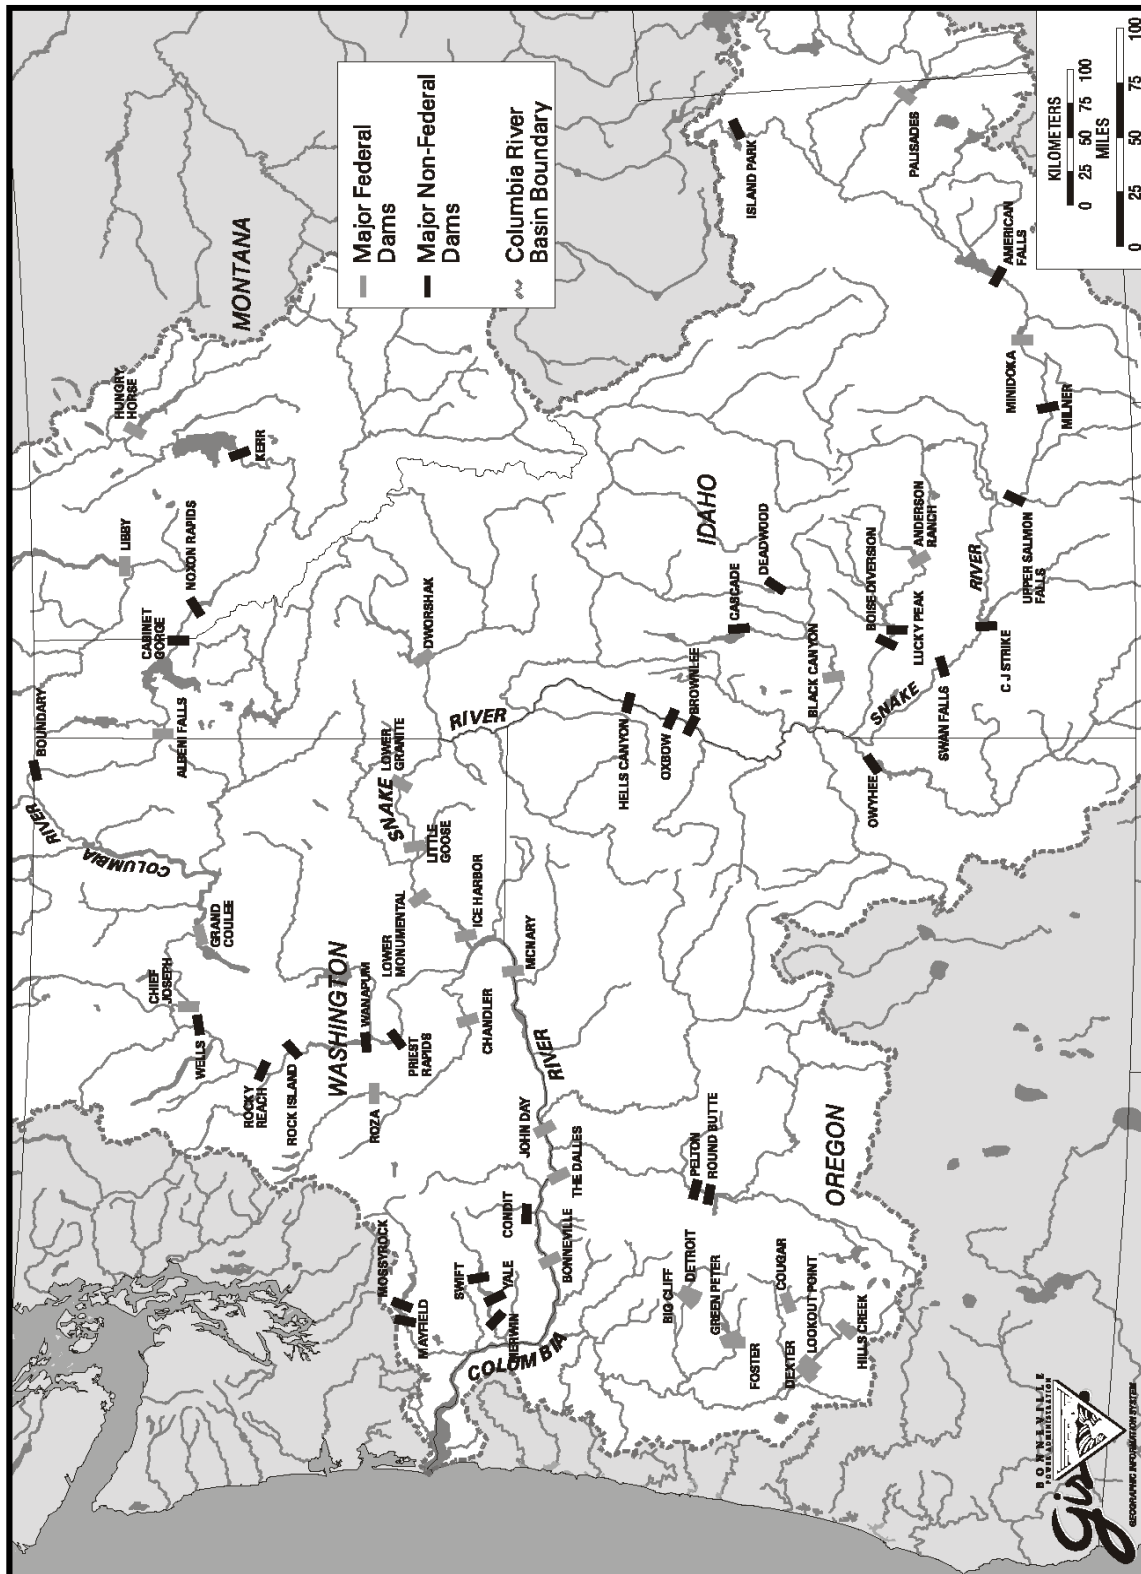 BOUNDARY
COLUMBIA
RIVER
CHIEF
JOSEPH
GRAND
COULEE
WELLS
ROCKY
REACH
ROCK ISLAND
WASHINGTON
WANAPUM
PRIEST
RAPIDS
ROZA
CHANDLER
LOWER
MONUMENTAL
ICE HARBOR
LITTLE
GOOSE
SNAKE
LOWER
GRANITE
RIVER
DWORSHAK
ALBENI FALLS
CABINET
GORGE
NOXON RAPIDS
LIBBY
HUNGRY
HORSE
KERR
MONTANA
Major Federal
Dams
Major Non-Federal
Dams
Columbia River
Basin Boundary
MOSSYROCK
MAYFIELD
SWIFT
YALE
MERWIN
CONDIT
COLUMBIA
BONNEVILLE
THE DALLES
JOHN DAY
RIVER
MCNARY
PELTON
ROUND BUTTE
BIG CLIFF
DETROIT
GREEN PETER
FOSTER
COUGAR
DEXTER
LOOKOUT POINT
HILLS CREEK
OREGON
HELLS CANYON
OXBOW
BROWNLEE
CASCADE
DEADWOOD
IDAHO
BLACK CANYON
BOISE DIVERSION
LUCKY PEAK
ANDERSON
RANCH
OWYHEE
SNAKE
RIVER
SWAN FALLS
C.J STRIKE
UPPER SALMON
FALLS
MILNER
MINIDOKA
AMERICAN
FALLS
ISLAND PARK
PALISADES
KILOMETERS
0 25 50 75 100
MILES
0 25 50 75 100
BONNEVILLE
POWER ADMINISTRATION
gis
GEOGRAPHIC INFORMATION SYSTEM